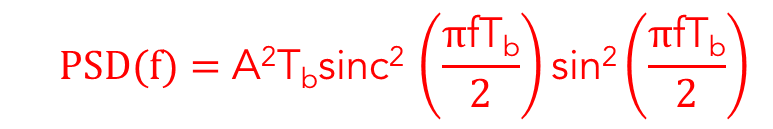 PSD(f) = A²T_b sinc² (πfT_b / 2) sin² (πfT_b / 2)